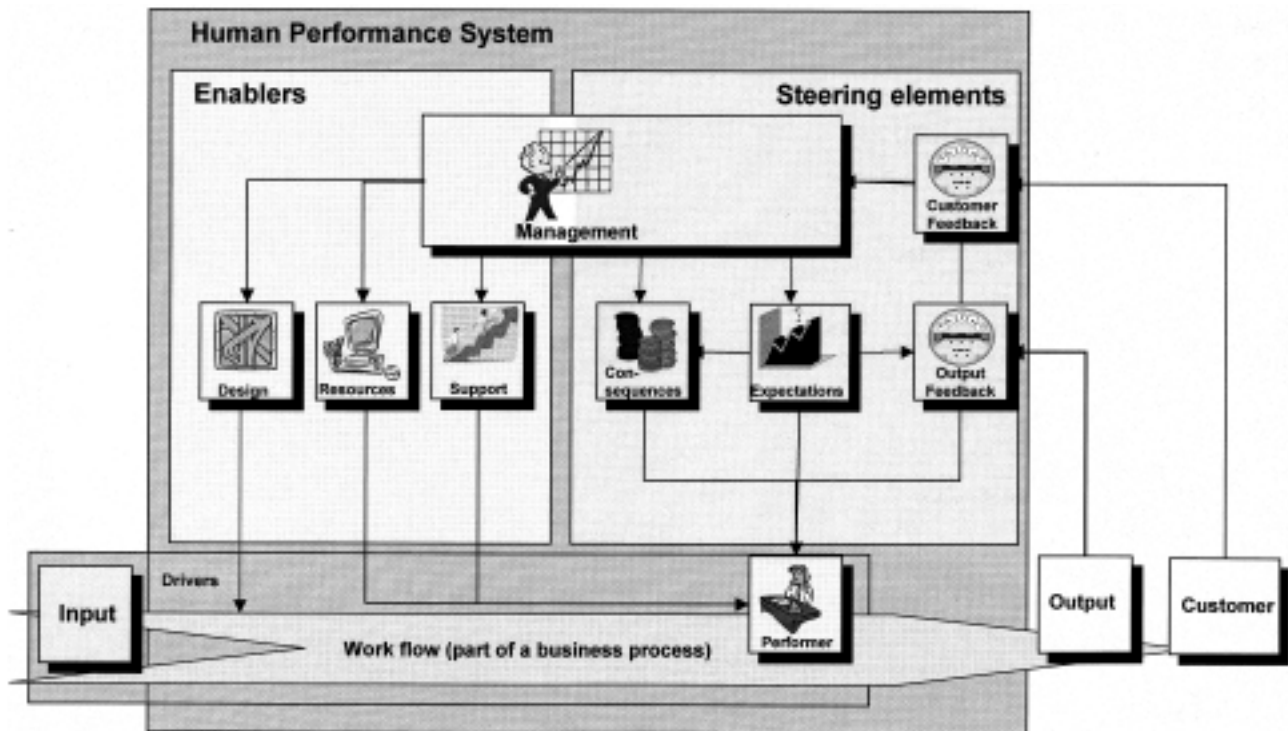 Human Performance System
Enablers
Steering elements
Management
Customer
Feedback
Design
Resources
Support
Con-
sequences
Expectations
Output
Feedback
Drivers
Input
Work flow (part of a business process)
Performer
Output
Customer